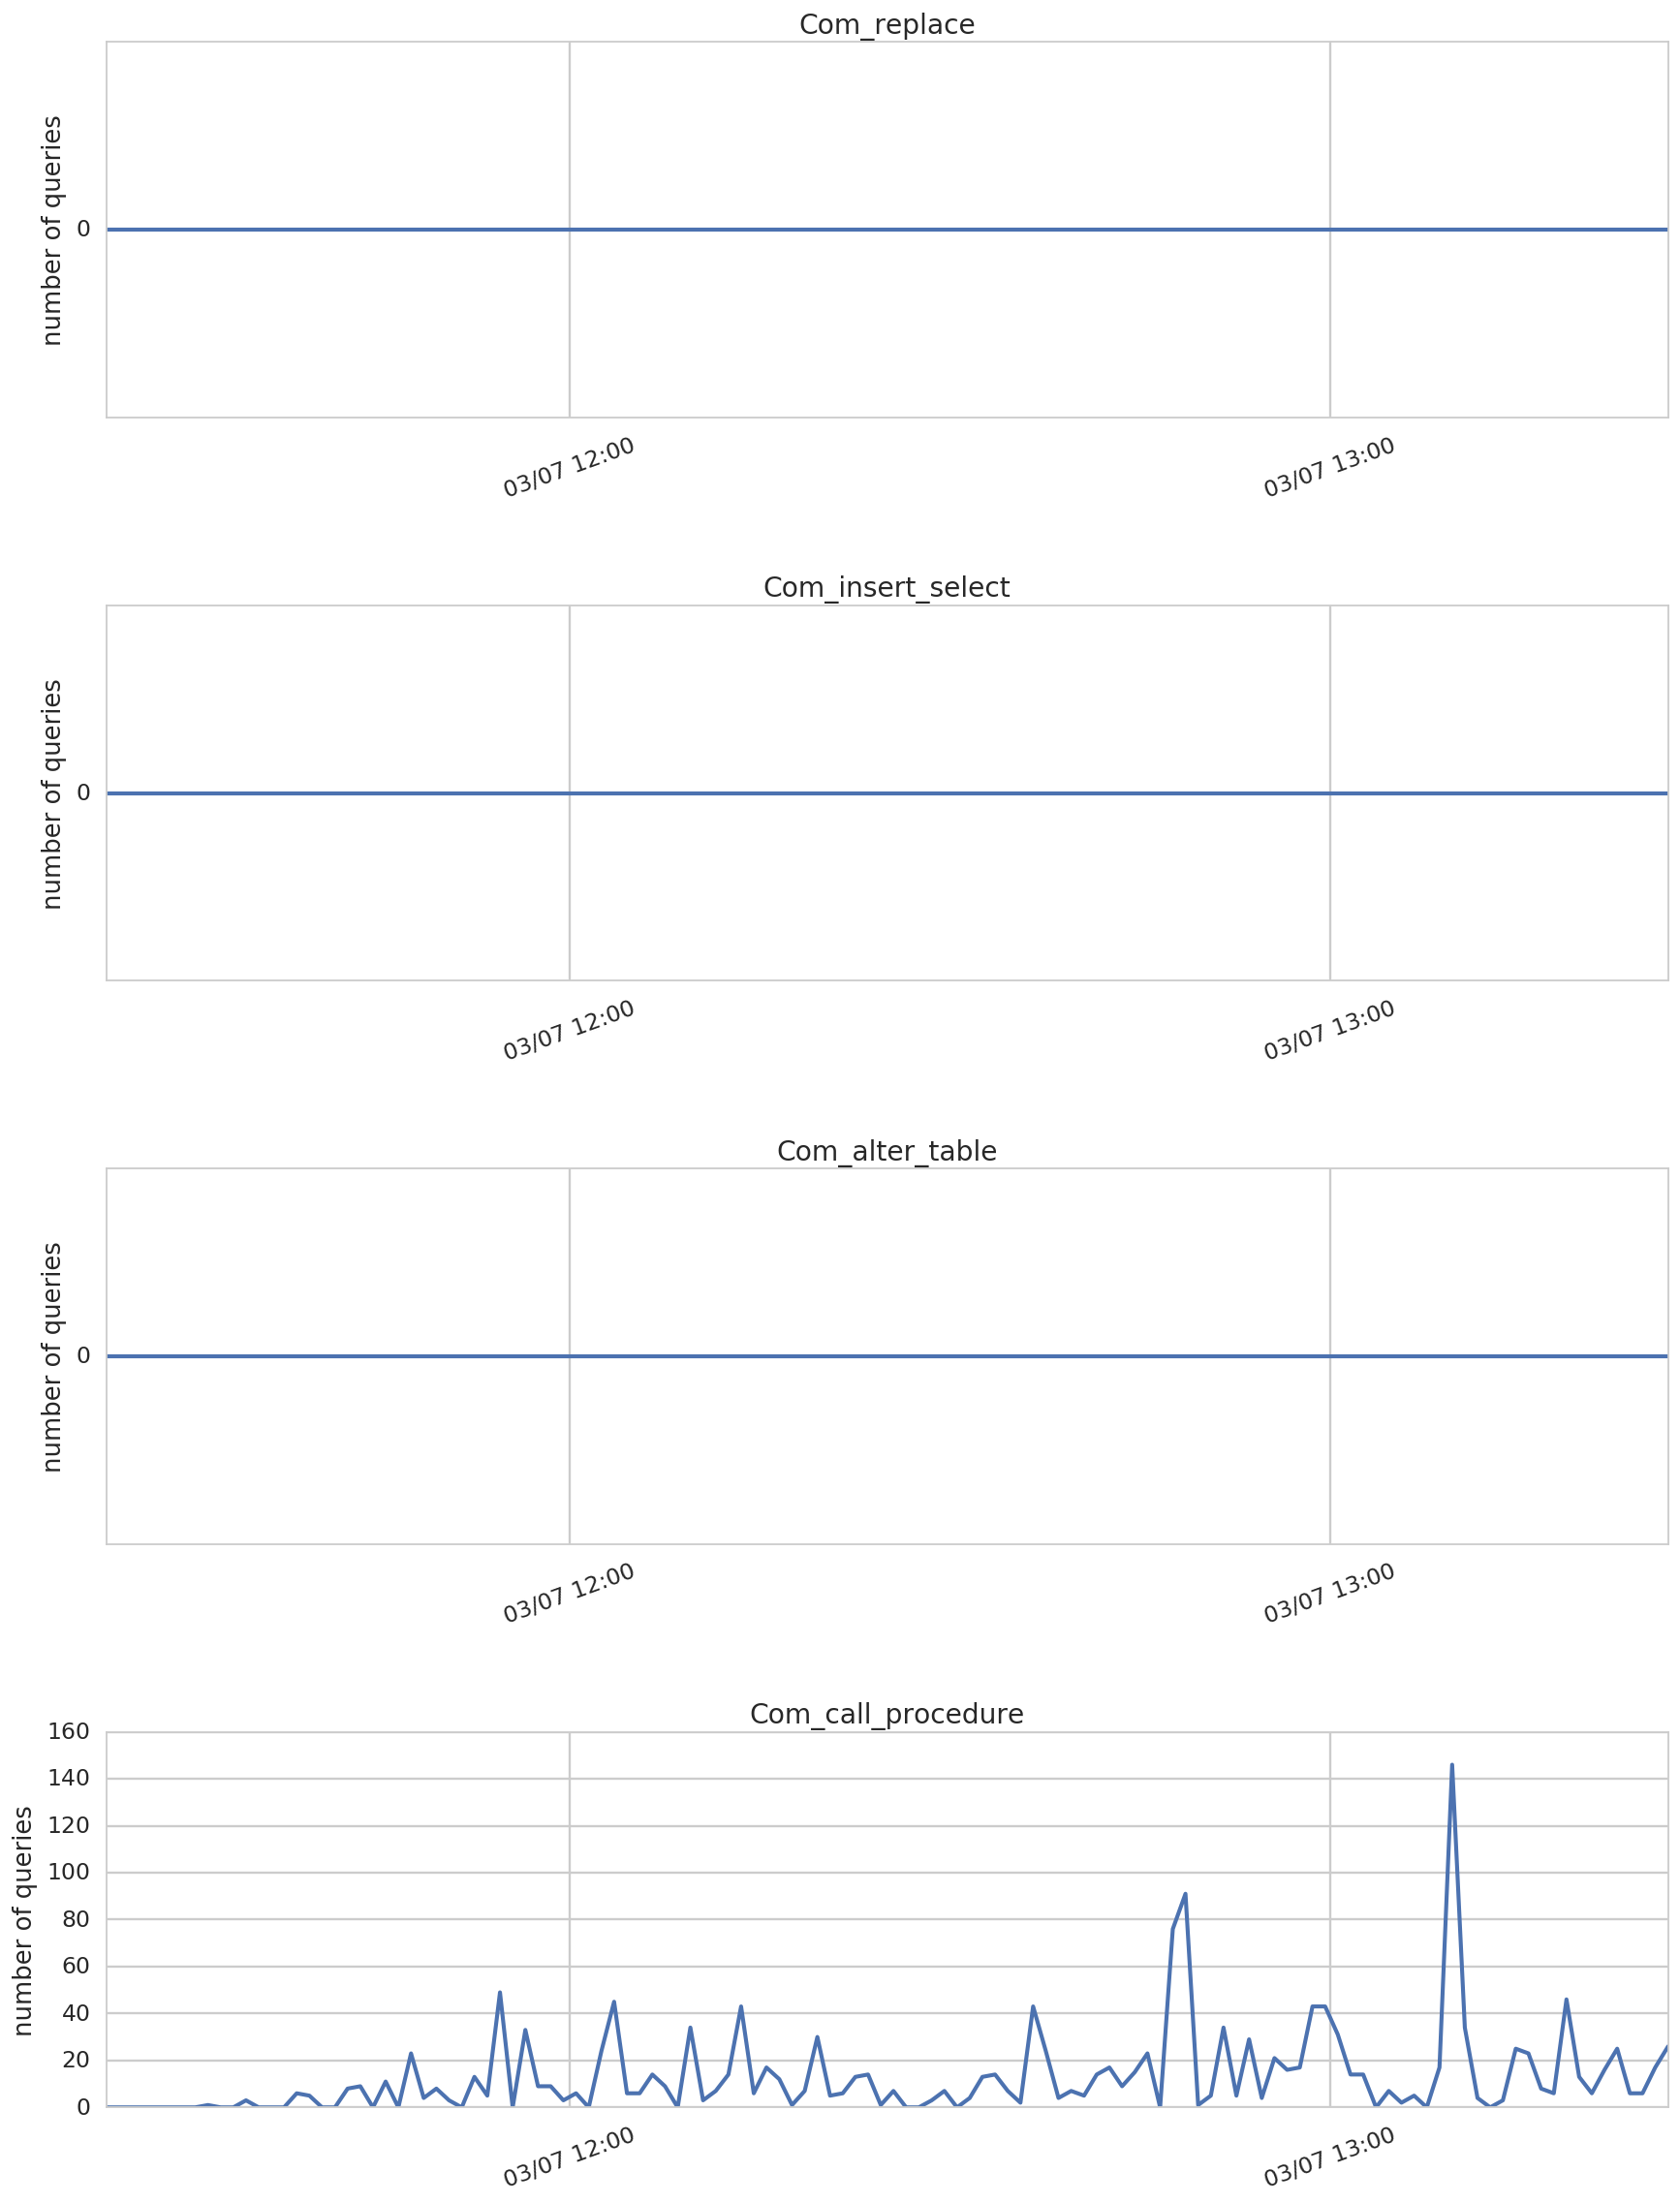 Com_replace
number of queries
0
03/07 12:00
03/07 13:00
Com_insert_select
number of queries
0
03/07 12:00
03/07 13:00
Com_alter_table
number of queries
0
03/07 12:00
03/07 13:00
Com_call_procedure
number of queries
160
140
120
100
80
60
40
20
0
03/07 12:00
03/07 13:00